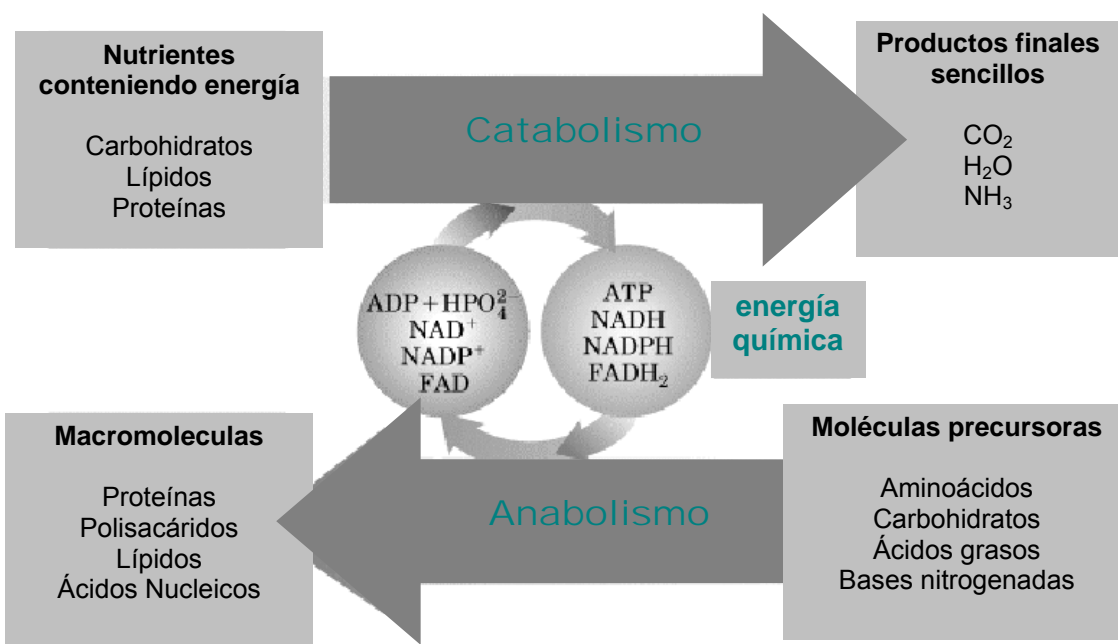 Nutrientes
conteniendo energía
Carbohidratos
Lípidos
Proteínas
Catabolismo
Productos finales
sencillos
CO₂
H₂O
NH₃
ADP + HPO₄²⁻
NAD⁺
NADP⁺
FAD
ATP
NADH
NADPH
FADH₂
energía
química
Macromoleculas
Proteínas
Polisacáridos
Lípidos
Ácidos Nucleicos
Anabolismo
Moléculas precursoras
Aminoácidos
Carbohidratos
Ácidos grasos
Bases nitrogenadas